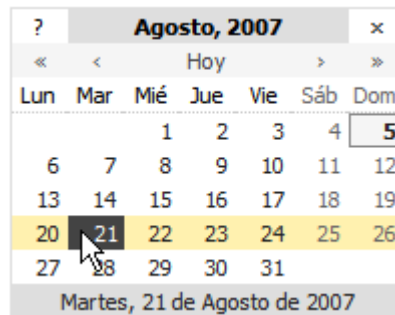 ? Agosto, 2007 ×
« ‹ Hoy › »
Lun Mar Mié Jue Vie Sáb Dom
1 2 3 4 5
6 7 8 9 10 11 12
13 14 15 16 17 18 19
20 21 22 23 24 25 26
27 28 29 30 31
Martes, 21 de Agosto de 2007